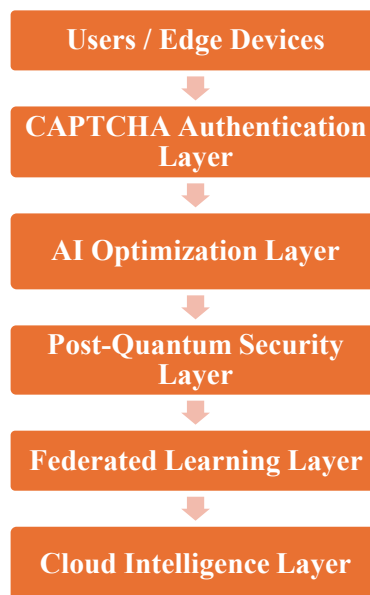 Users / Edge Devices
CAPTCHA Authentication
Layer
AI Optimization Layer
Post-Quantum Security
Layer
Federated Learning Layer
Cloud Intelligence Layer